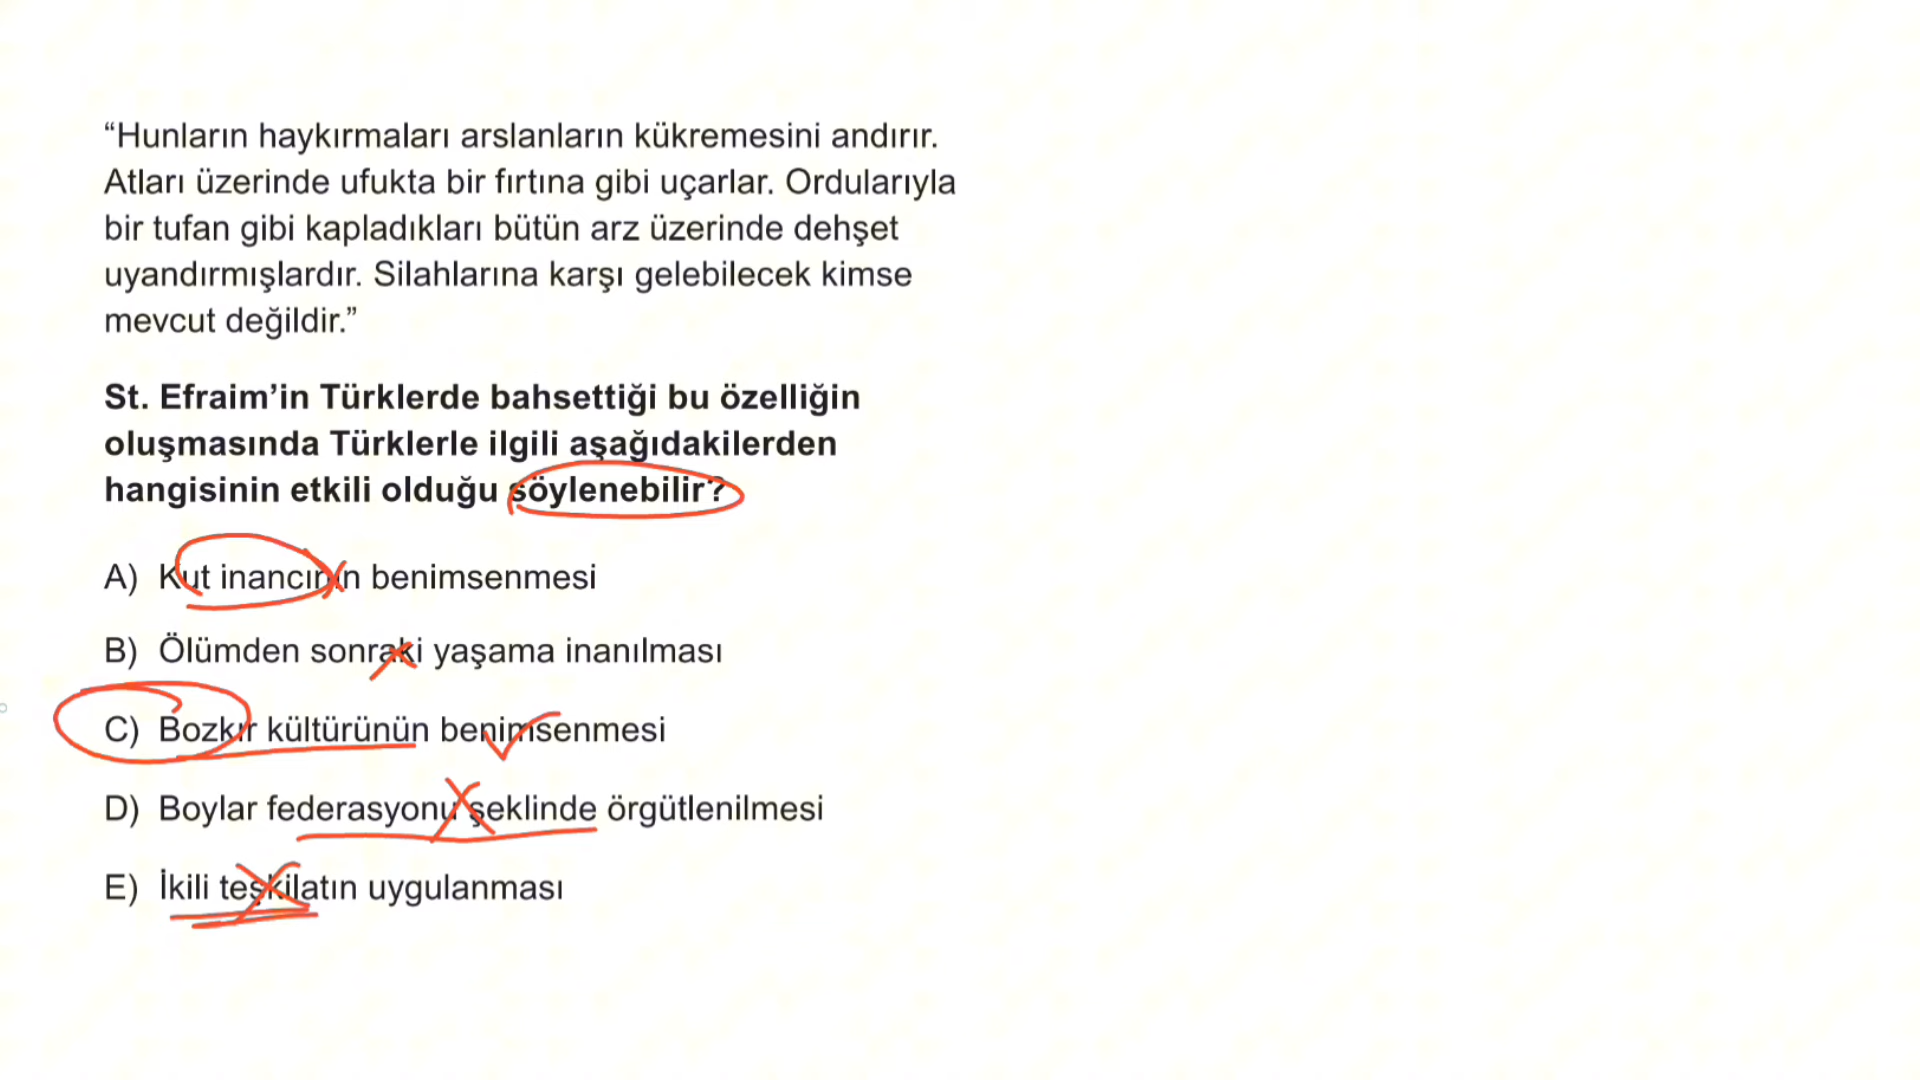 “Hunların haykırmaları arslanların kükremesini andırır.
Atları üzerinde ufukta bir fırtına gibi uçarlar. Ordularıyla
bir tufan gibi kapladıkları bütün arz üzerinde dehşet
uyandırmışlardır. Silahlarına karşı gelebilecek kimse
mevcut değildir.”
St. Efraim’in Türklerde bahsettiği bu özelliğin
oluşmasında Türklerle ilgili aşağıdakilerden
hangisinin etkili olduğu söylenebilir?
A) Kut inancının benimsenmesi
B) Ölümden sonraki yaşama inanılması
C) Bozkır kültürünün benimsenmesi
D) Boylar federasyonu şeklinde örgütlenilmesi
E) İkili teşkilatın uygulanması